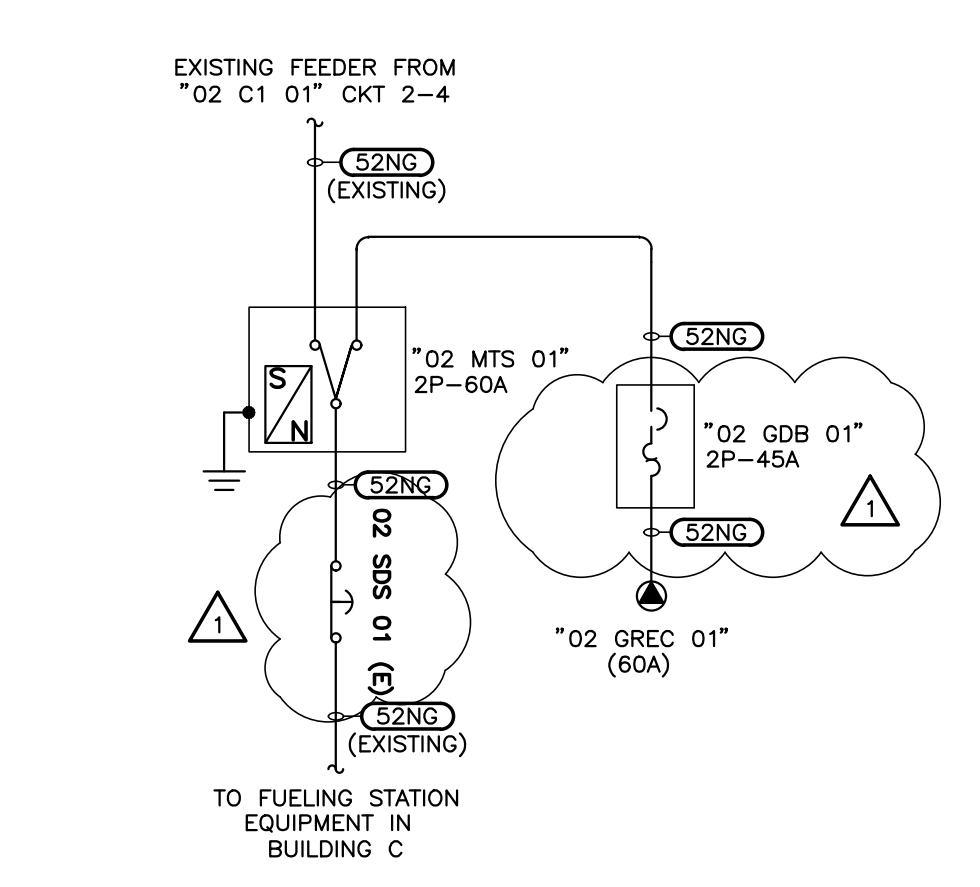 EXISTING FEEDER FROM
"02 C1 01" CKT 2-4
52NG
(EXISTING)
52NG
"02 MTS 01"
2P-60A
S
N
"02 GDB 01"
2P-45A
52NG
02 SDS 01 (E)
1
52NG
1
"02 GREC 01"
(60A)
52NG
(EXISTING)
TO FUELING STATION
EQUIPMENT IN
BUILDING C